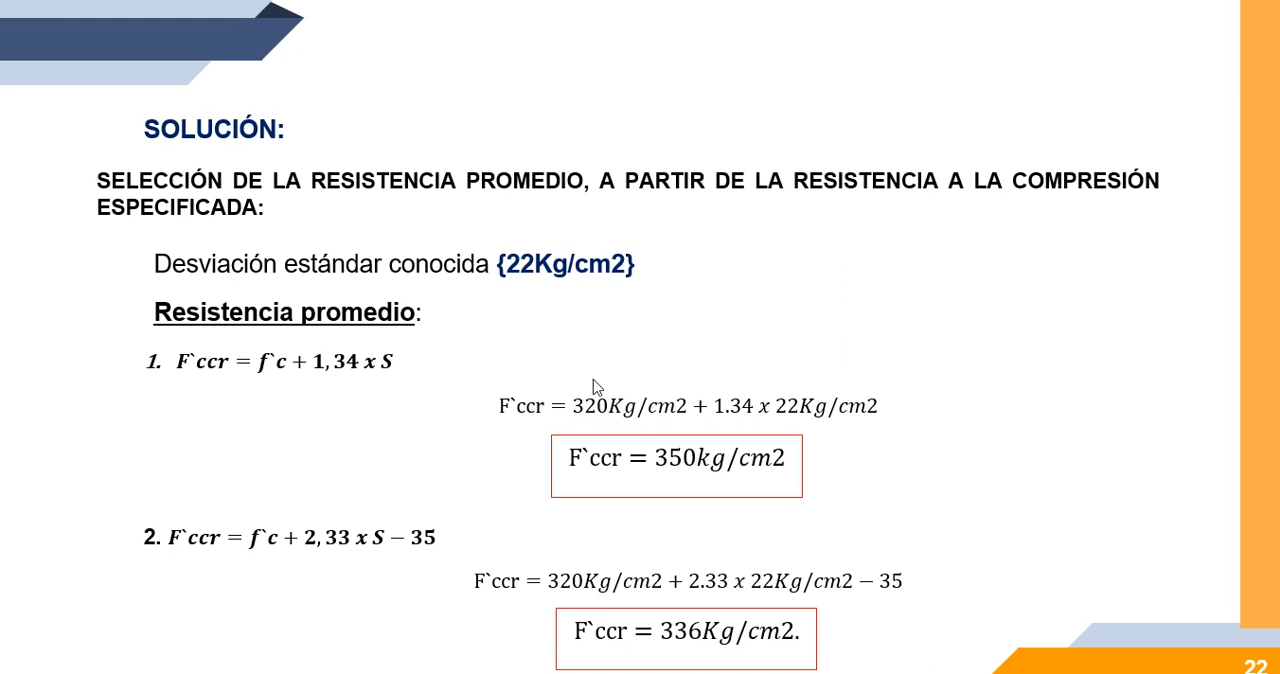 SOLUCIÓN:
SELECCIÓN DE LA RESISTENCIA PROMEDIO, A PARTIR DE LA RESISTENCIA A LA COMPRESIÓN
ESPECIFICADA:
Desviación estándar conocida {22Kg/cm2}
Resistencia promedio:
1. F`ccr = f`c + 1,34 x S
F`ccr = 320Kg/cm2 + 1.34 x 22Kg/cm2
F`ccr = 350kg/cm2
2. F`ccr = f`c + 2,33 x S − 35
F`ccr = 320Kg/cm2 + 2.33 x 22Kg/cm2 − 35
F`ccr = 336Kg/cm2.
22